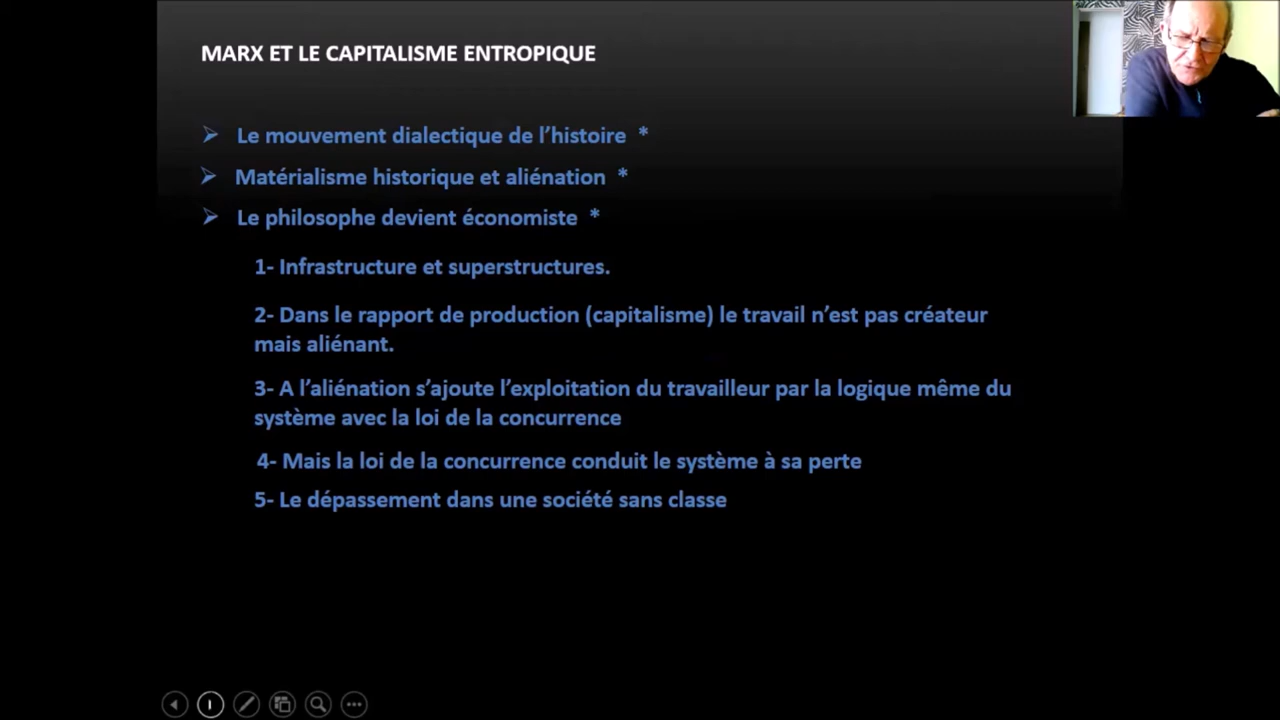 MARX ET LE CAPITALISME ENTROPIQUE
➢ Le mouvement dialectique de l’histoire *
➢ Matérialisme historique et aliénation *
➢ Le philosophe devient économiste *
1- Infrastructure et superstructures.
2- Dans le rapport de production (capitalisme) le travail n’est pas créateur
mais aliénant.
3- A l’aliénation s’ajoute l’exploitation du travailleur par la logique même du
système avec la loi de la concurrence
4- Mais la loi de la concurrence conduit le système à sa perte
5- Le dépassement dans une société sans classe